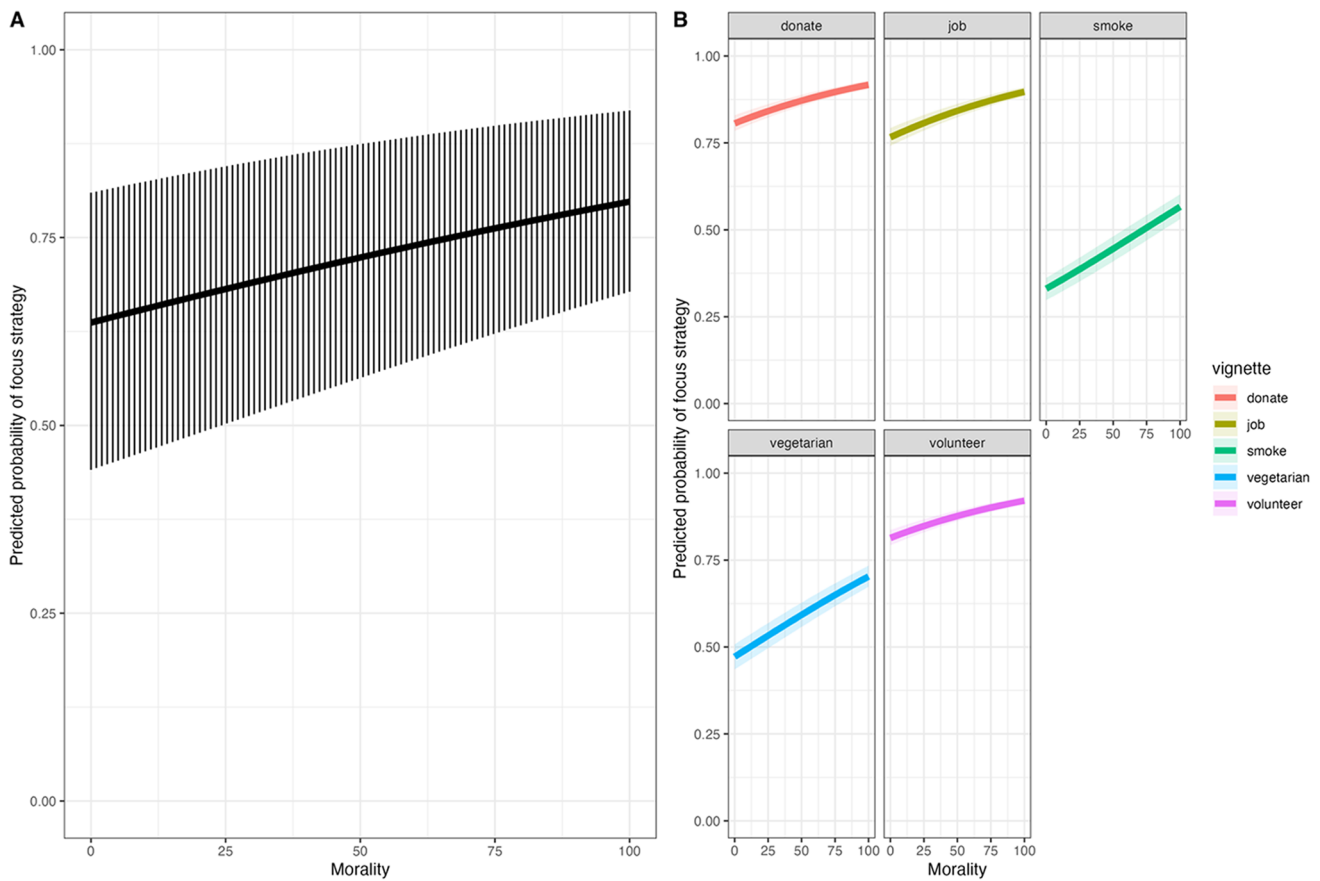 A
Predicted probability of focus strategy
1.00
0.75
0.50
0.25
0.00
0 25 50 75 100
Morality
B
Predicted probability of focus strategy
donate job smoke
1.00
0.75
0.50
0.25
0.00
0 25 50 75 100
vegetarian volunteer
1.00
0.75
0.50
0.25
0.00
0 25 50 75 100 0 25 50 75 100
Morality
vignette
donate
job
smoke
vegetarian
volunteer